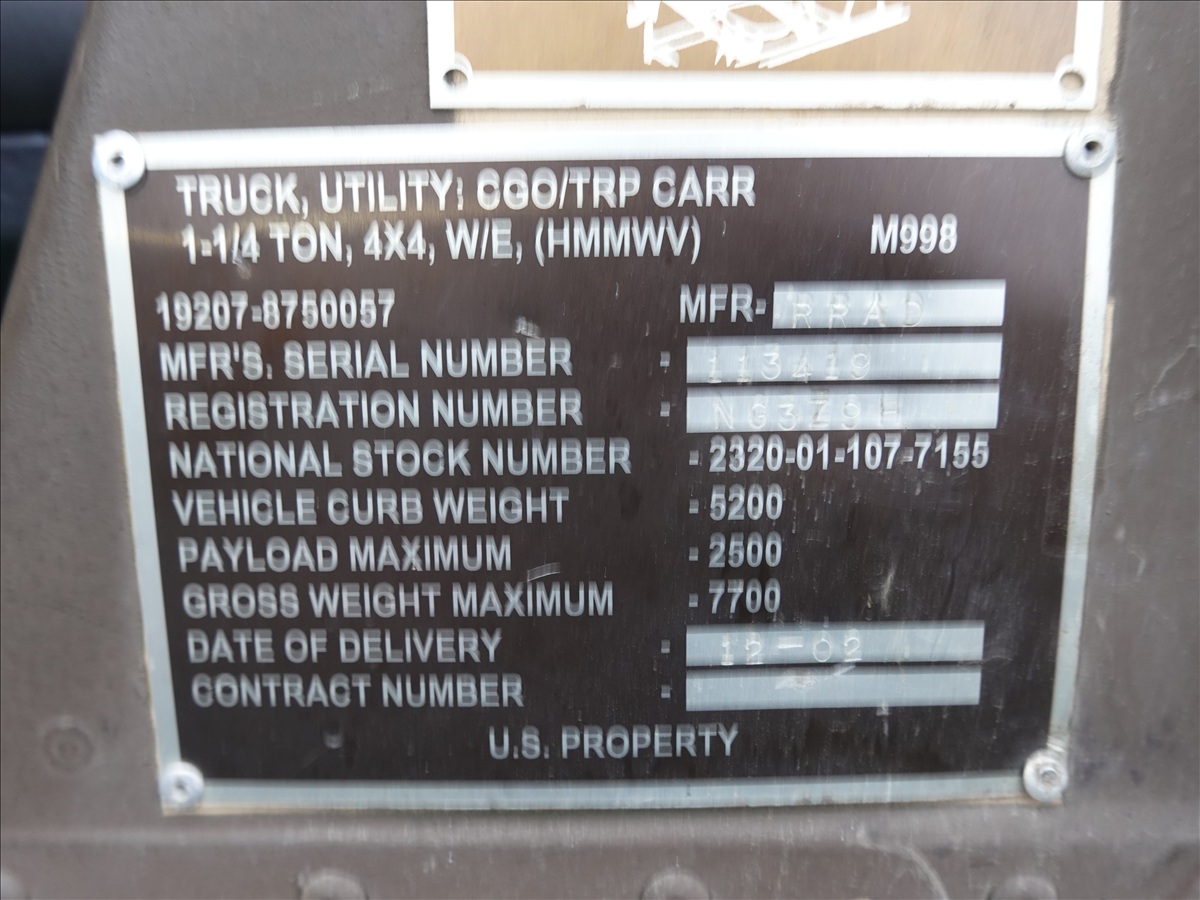 TRUCK, UTILITY: CGO/TRP CARR
1-1/4 TON, 4X4, W/E, (HMMWV) M998
19207-8750057 MFR- RRAD
MFR'S. SERIAL NUMBER - 113419
REGISTRATION NUMBER - NG3Z9H
NATIONAL STOCK NUMBER - 2320-01-107-7155
VEHICLE CURB WEIGHT - 5200
PAYLOAD MAXIMUM - 2500
GROSS WEIGHT MAXIMUM - 7700
DATE OF DELIVERY - 12-02
CONTRACT NUMBER -
U.S. PROPERTY